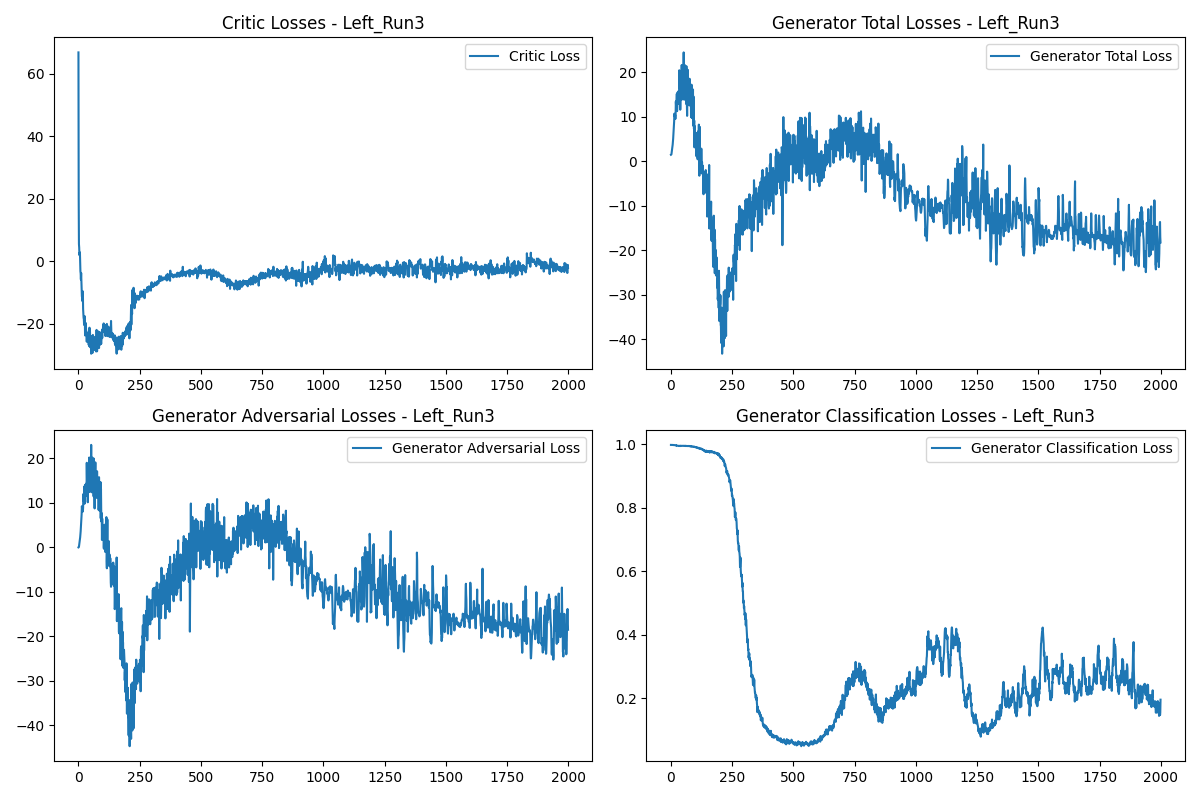 Critic Losses - Left_Run3
Critic Loss
60
40
20
0
−20
0 250 500 750 1000 1250 1500 1750 2000
Generator Total Losses - Left_Run3
Generator Total Loss
20
10
0
−10
−20
−30
−40
0 250 500 750 1000 1250 1500 1750 2000
Generator Adversarial Losses - Left_Run3
Generator Adversarial Loss
20
10
0
−10
−20
−30
−40
0 250 500 750 1000 1250 1500 1750 2000
Generator Classification Losses - Left_Run3
Generator Classification Loss
1.0
0.8
0.6
0.4
0.2
0 250 500 750 1000 1250 1500 1750 2000